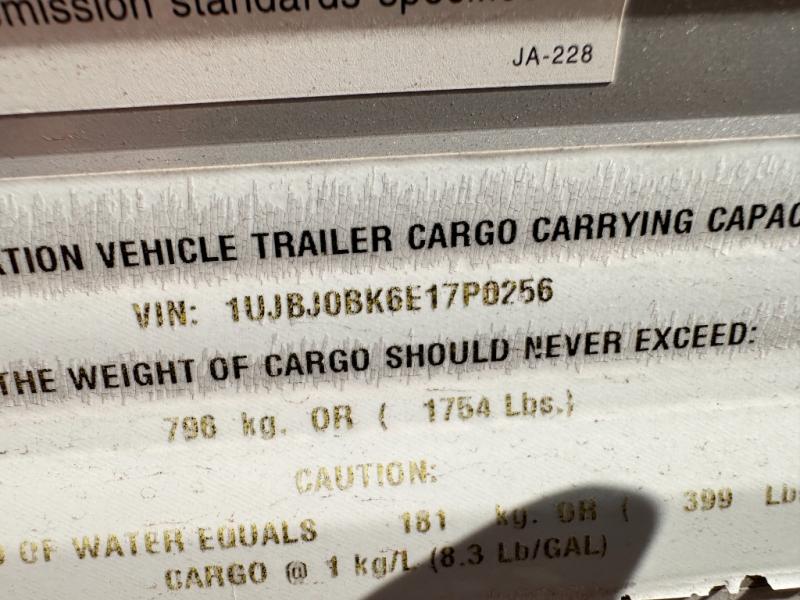 mission standards
JA-228
ATION VEHICLE TRAILER CARGO CARRYING CAPAC
VIN: 1UJBJ0BK6E17P0256
THE WEIGHT OF CARGO SHOULD NEVER EXCEED:
796 kg. OR ( 1754 Lbs.)
CAUTION:
OF WATER EQUALS 181 kg. OR ( 399 Lb
CARGO @ 1 kg/L (8.3 Lb/GAL)